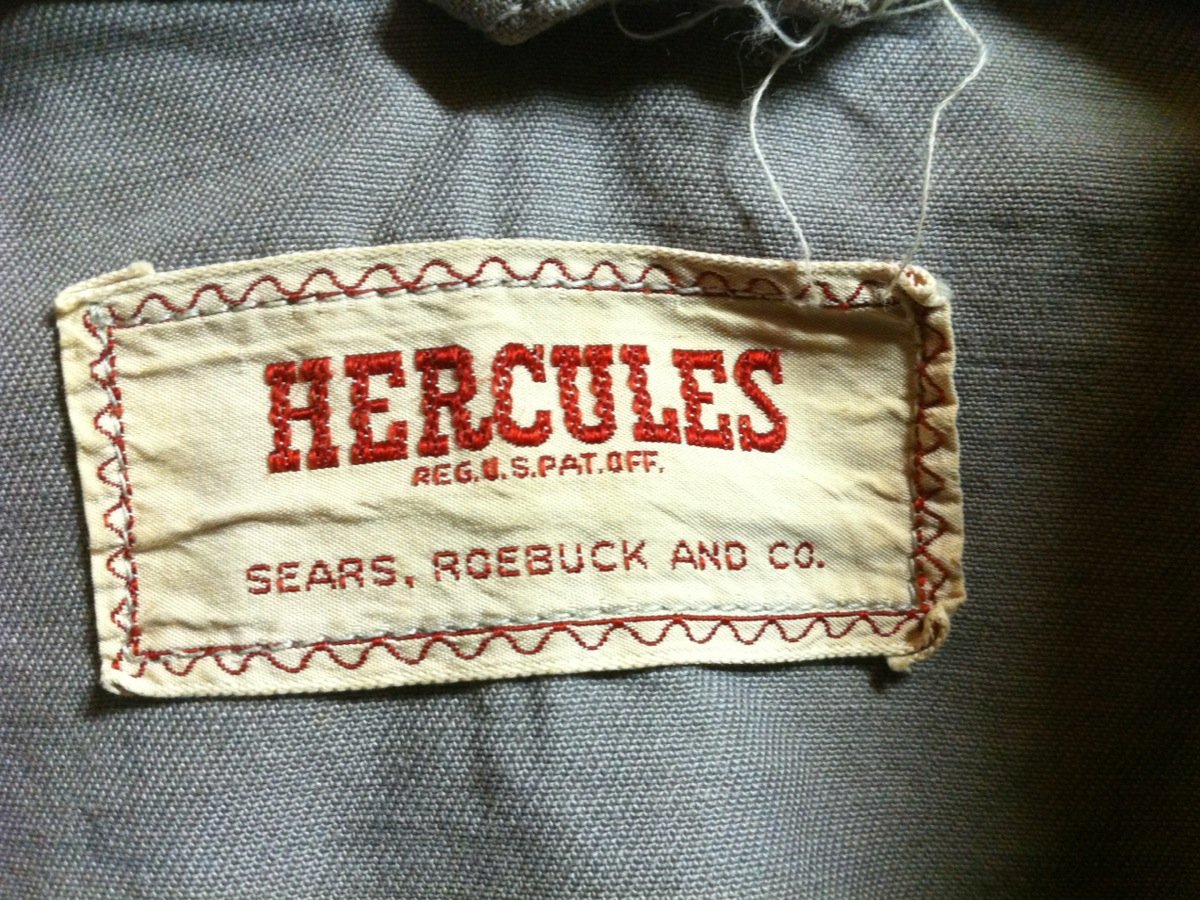 HERCULES
REG.U.S.PAT.OFF.
SEARS, ROEBUCK AND CO.